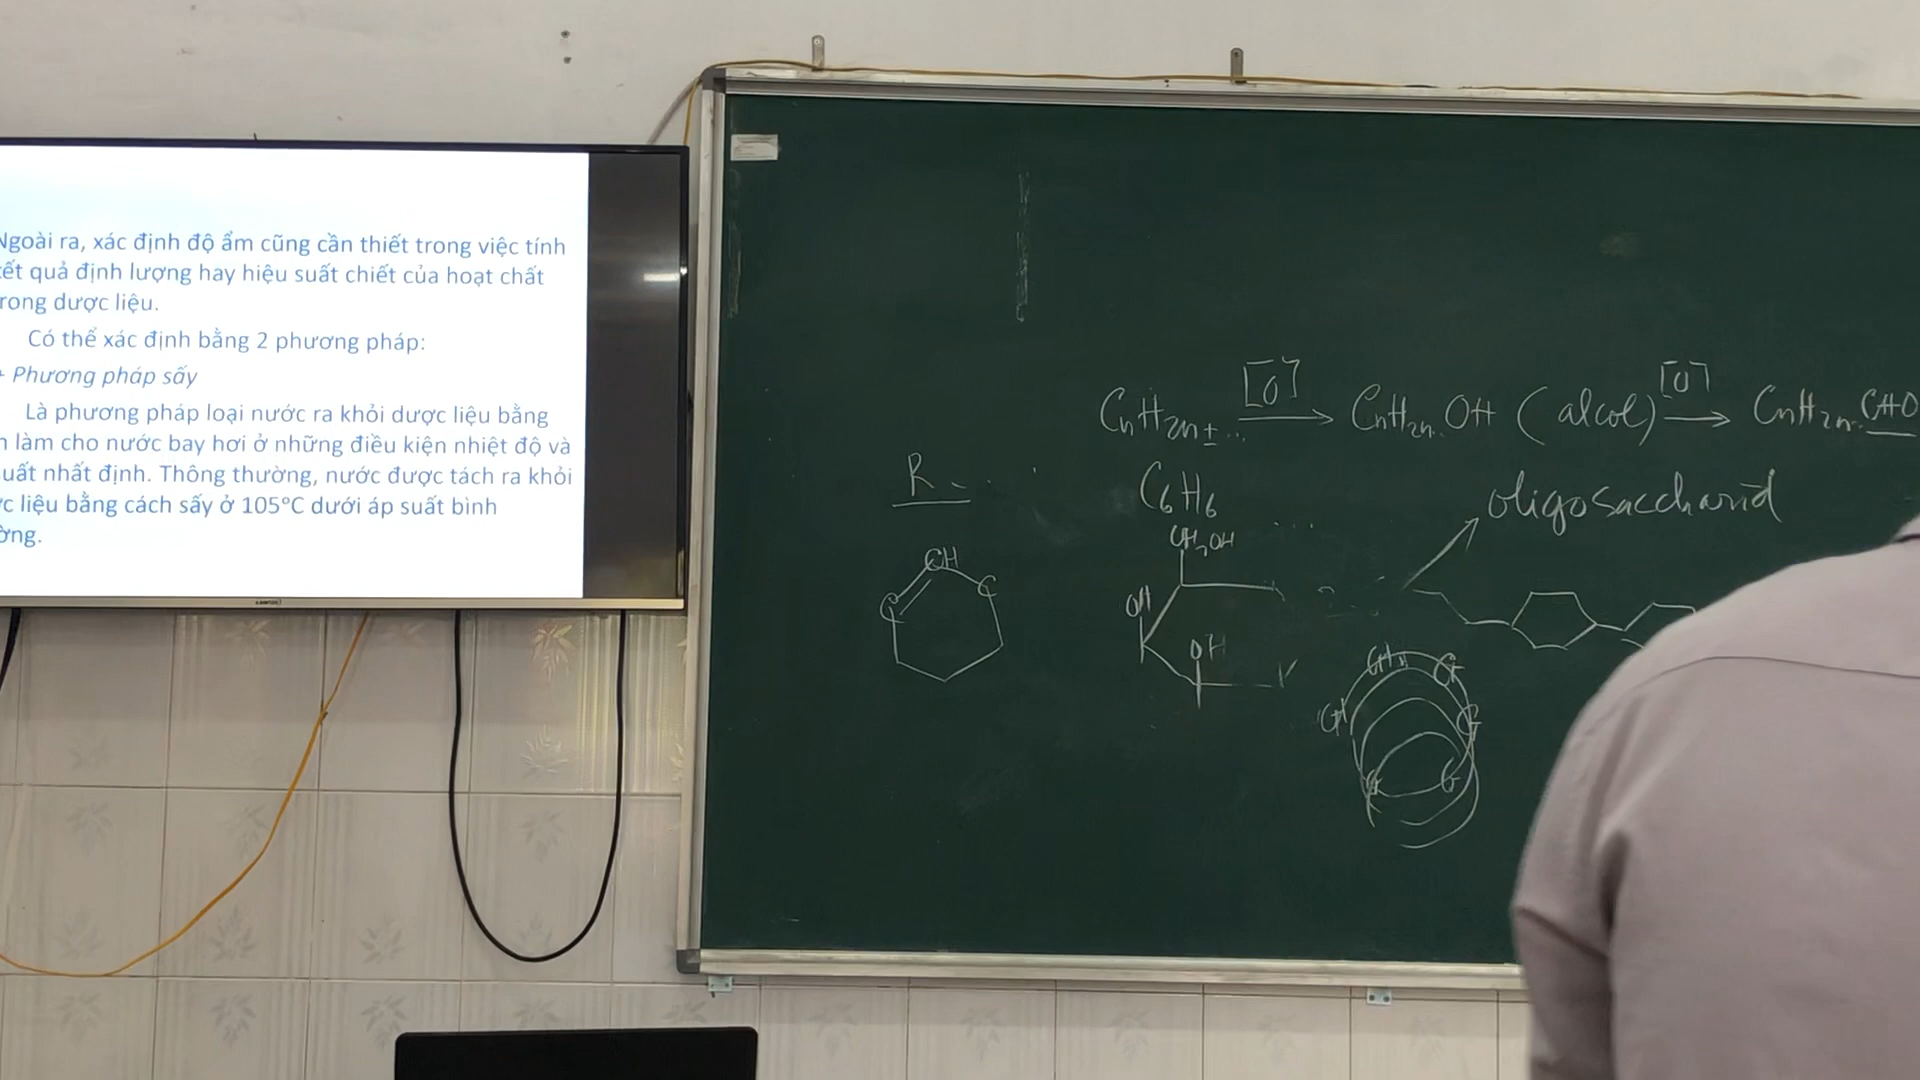 Ngoài ra, xác định độ ẩm cũng cần thiết trong việc tính
kết quả định lượng hay hiệu suất chiết của hoạt chất
trong dược liệu.
Có thể xác định bằng 2 phương pháp:
+ Phương pháp sấy
Là phương pháp loại nước ra khỏi dược liệu bằng
làm cho nước bay hơi ở những điều kiện nhiệt độ và
suất nhất định. Thông thường, nước được tách ra khỏi
liệu bằng cách sấy ở 105°C dưới áp suất bình
[O] [O]
CnH2n±... → CnH2n.OH (alcol) → CnH2n.CHO
R-
C6H6
oligosaccharid
CH2OH
CH
C
C
OH
OH